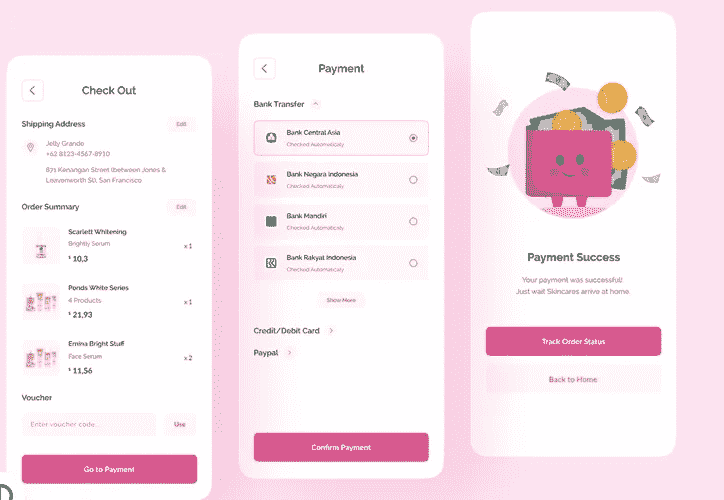 Check Out
Shipping Address
Edit
Jelly Grande
+62 8123-4567-8910
871 Kenangan Street (between Jones &
Leavenworth St), San Francisco
Order Summary
Edit
Scarlett Whitening
Brightly Serum
x 1
$ 10,3
Ponds White Series
4 Products
x 1
$ 21,93
Emina Bright Stuff
Face Serum
x 2
$ 11,56
Voucher
Enter voucher code..
Use
Go to Payment
Payment
Bank Transfer
Bank Central Asia
Checked Automatically
Bank Negara Indonesia
Checked Automatically
Bank Mandiri
Checked Automatically
Bank Rakyat Indonesia
Checked Automatically
Show More
Credit/Debit Card
Paypal
Confirm Payment
Payment Success
Your payment was successful!
Just wait Skincares arrive at home.
Track Order Status
Back to Home